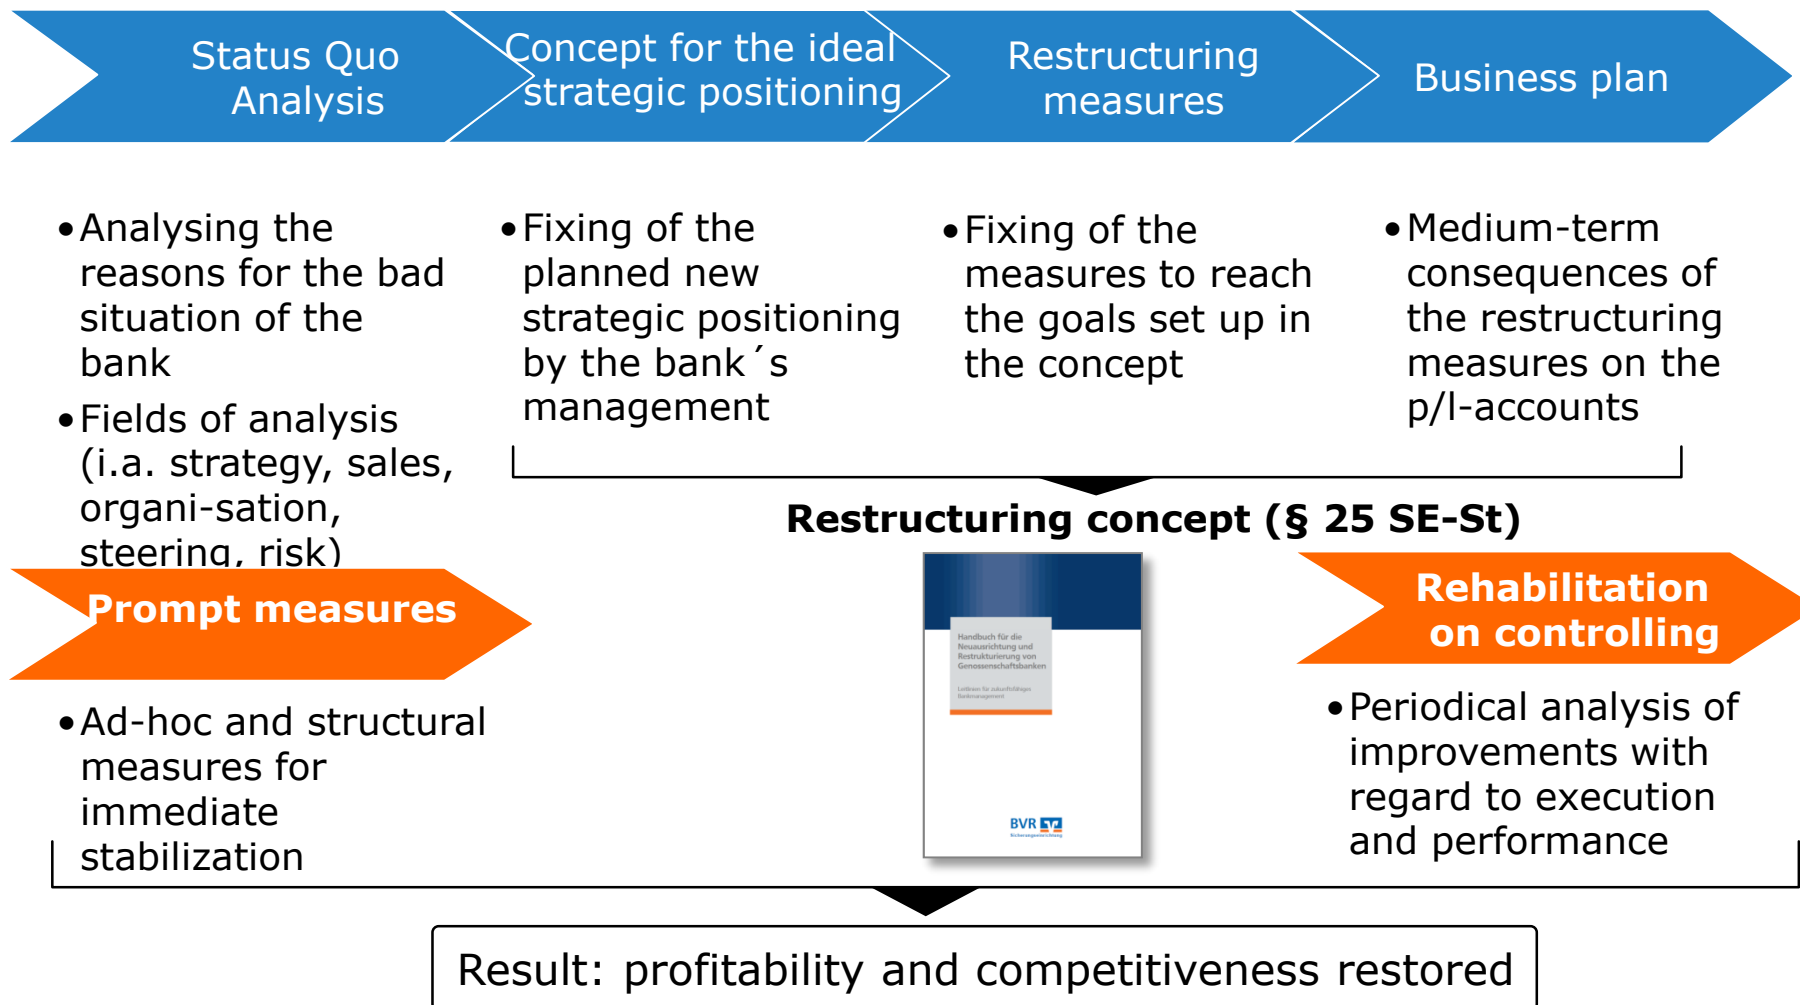 Status Quo
Analysis
Concept for the ideal
strategic positioning
Restructuring
measures
Business plan
•Analysing the
reasons for the bad
situation of the
bank
•Fields of analysis
(i.a. strategy, sales,
organi-sation,
steering, risk)
•Fixing of the
planned new
strategic positioning
by the bank´s
management
•Fixing of the
measures to reach
the goals set up in
the concept
•Medium-term
consequences of
the restructuring
measures on the
p/l-accounts
Restructuring concept (§ 25 SE-St)
Prompt measures
•Ad-hoc and structural
measures for
immediate
stabilization
Handbuch für die
Neuausrichtung und
Restrukturierung von
Genossenschaftsbanken
Leitlinien für zukunftsfähiges
Bankmanagement
BVR
Sicherungseinrichtung
Rehabilitation
on controlling
•Periodical analysis of
improvements with
regard to execution
and performance
Result: profitability and competitiveness restored